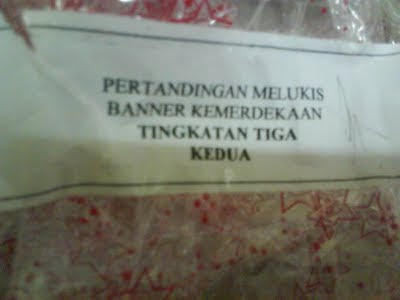 PERTANDINGAN MELUKIS
BANNER KEMERDEKAAN
TINGKATAN TIGA
KEDUA